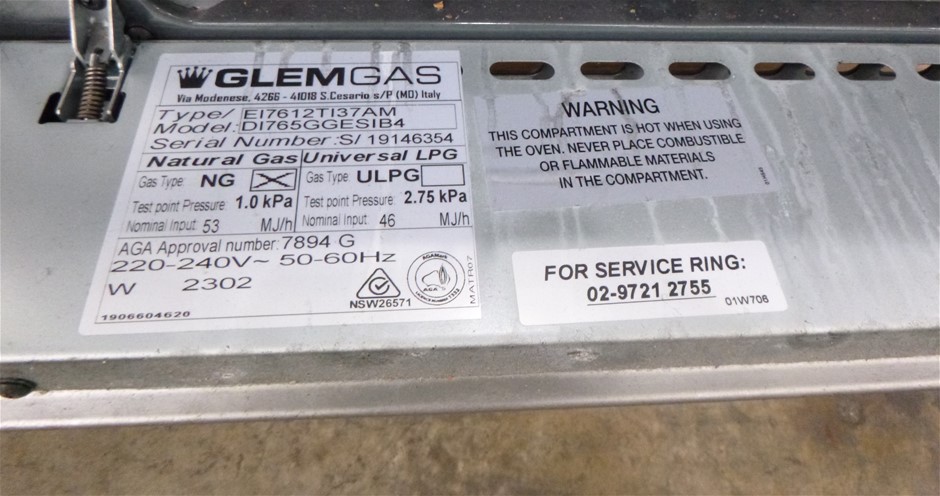 GLEMGAS
Via Modenese, 4266 - 41018 S.Cesario s/P (MO) Italy
Type/ EI7612TI37AM
Model: DI765GGESIB4
Serial Number: S/ 19146354
Natural Gas Universal LPG
Gas Type: NG Gas Type: ULPG
Test point Pressure: 1.0 kPa Test point Pressure: 2.75 kPa
Nominal Input: 53 MJ/h Nominal Input: 46 MJ/h
AGA Approval number: 7894 G
220-240V~ 50-60Hz
W 2302
NSW26571
AGA
MATR07
1906604620
WARNING
THIS COMPARTMENT IS HOT WHEN USING
THE OVEN. NEVER PLACE COMBUSTIBLE
OR FLAMMABLE MATERIALS
IN THE COMPARTMENT.
FOR SERVICE RING:
02-9721 2755
01W706